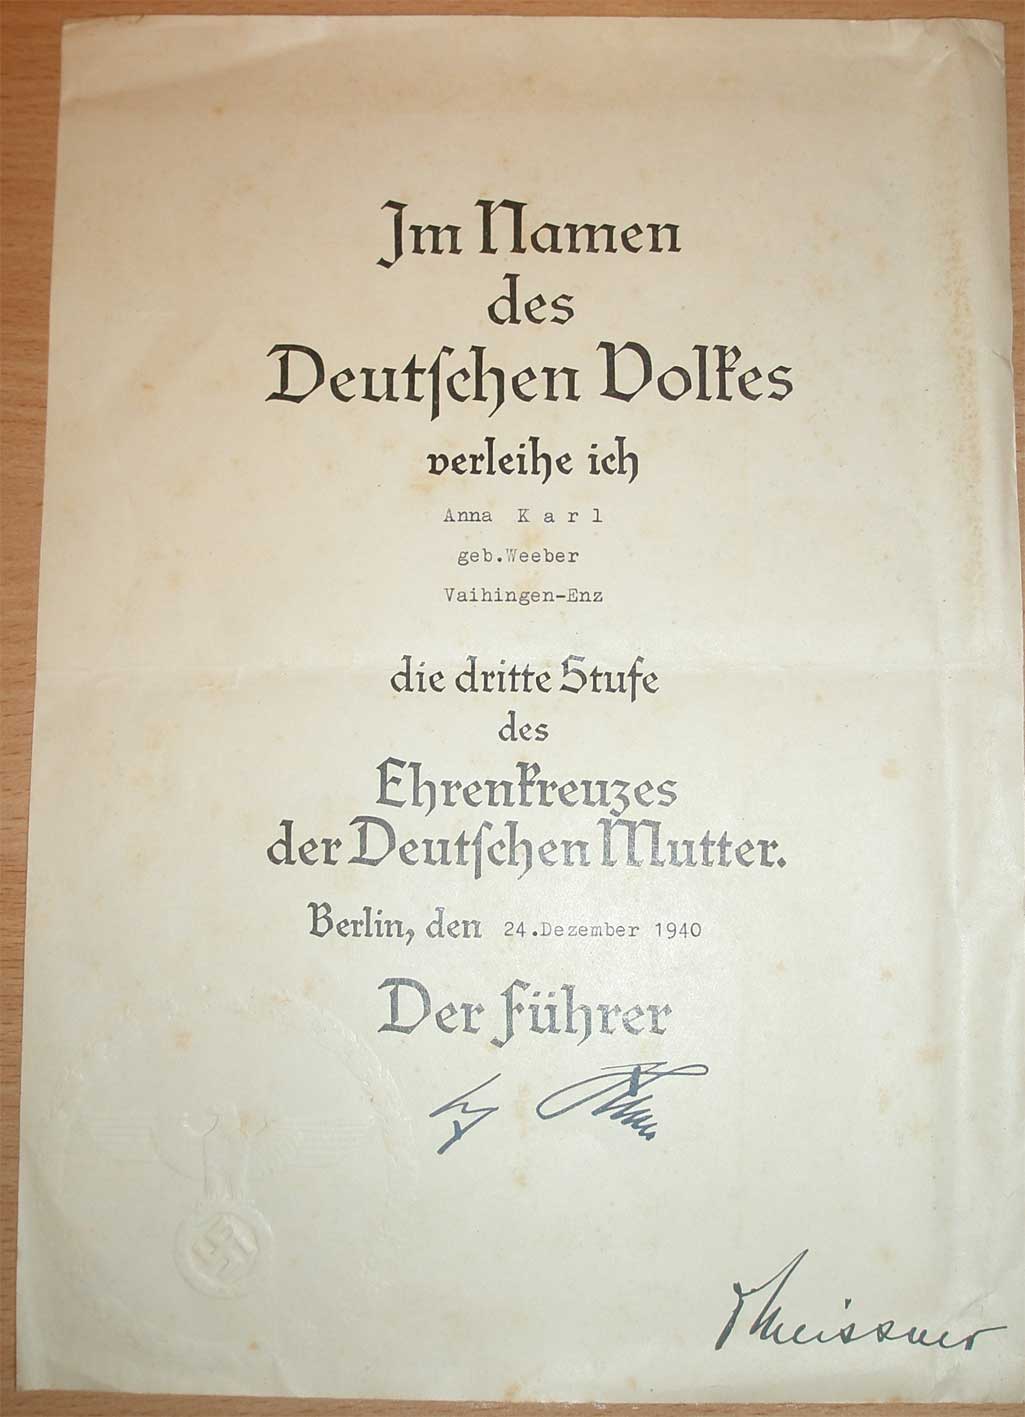 Im Namen
des
Deutschen Volkes
verleihe ich
Anna Karl
geb.Weeber
Vaihingen-Enz
die dritte Stufe
des
Ehrenkreuzes
der Deutschen Mutter.
Berlin, den 24.Dezember 1940
Der Führer
Meissner